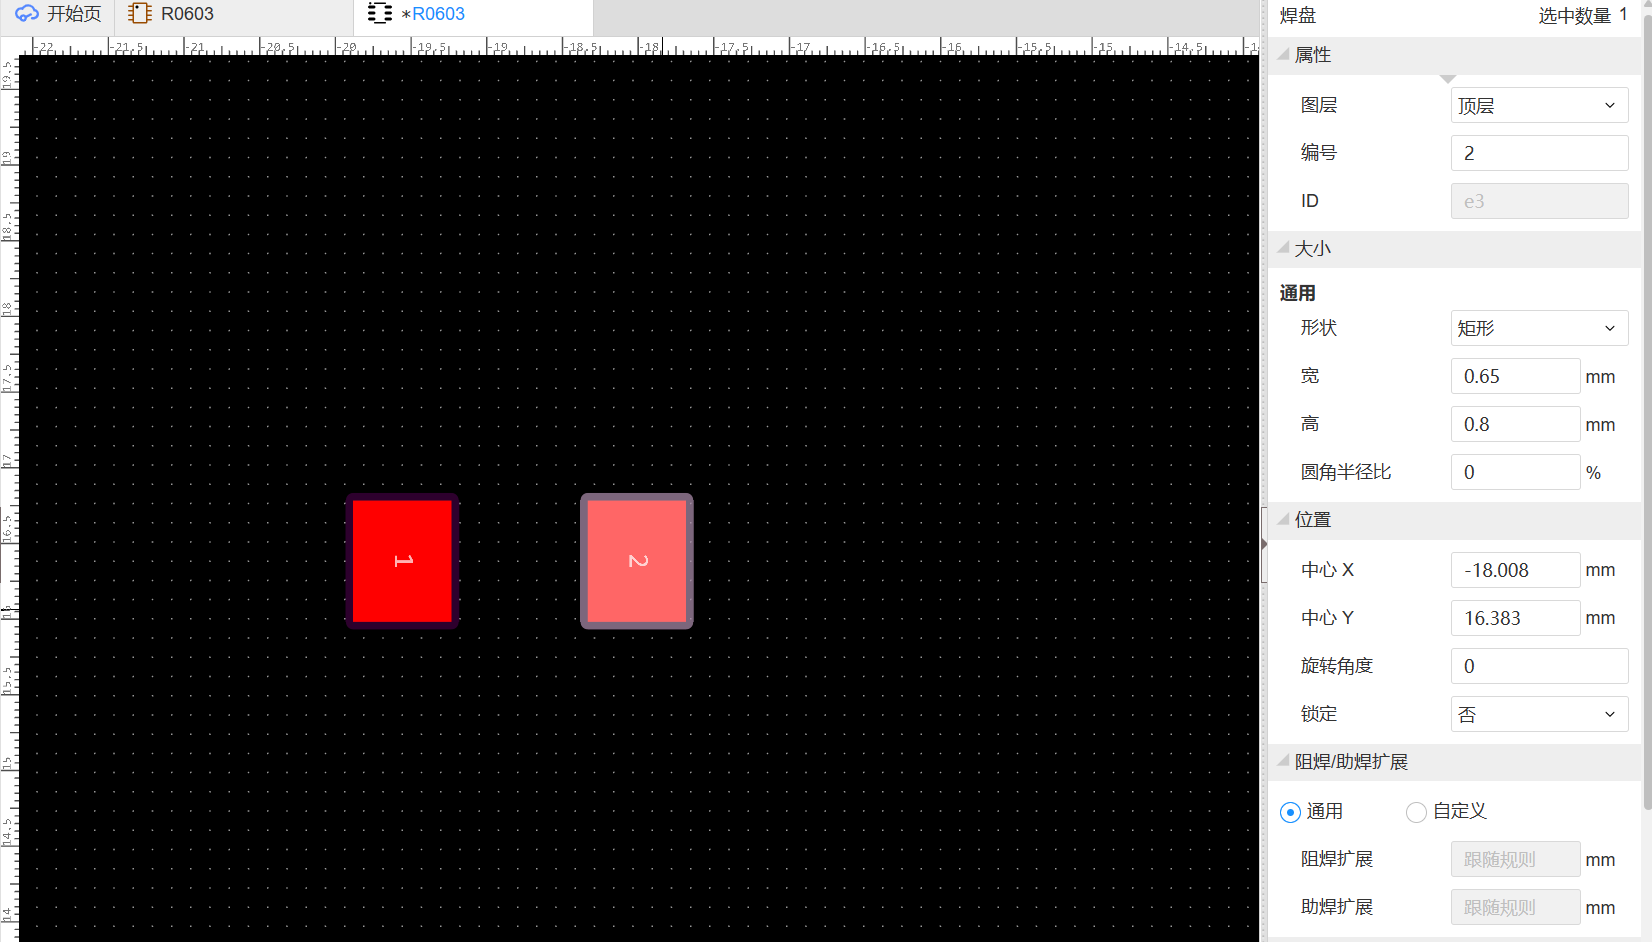 开始页 R0603 *R0603
-22 -21.5 -21 -20.5 -20 -19.5 -19 -18.5 -18 -17.5 -17 -16.5 -16 -15.5 -15 -14.5
19.5
19
18.5
18
17.5
17
16.5
16
15.5
15
14.5
14
1
2
焊盘 选中数量 1
属性
图层 顶层
编号 2
ID e3
大小
通用
形状 矩形
宽 0.65 mm
高 0.8 mm
圆角半径比 0 %
位置
中心 X -18.008 mm
中心 Y 16.383 mm
旋转角度 0
锁定 否
阻焊/助焊扩展
通用 自定义
阻焊扩展 跟随规则 mm
助焊扩展 跟随规则 mm